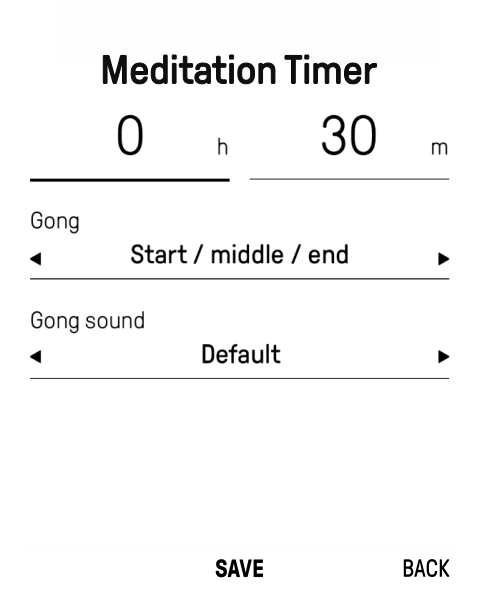 Meditation Timer
0 h 30 m
Gong
Start / middle / end
Gong sound
Default
SAVE BACK